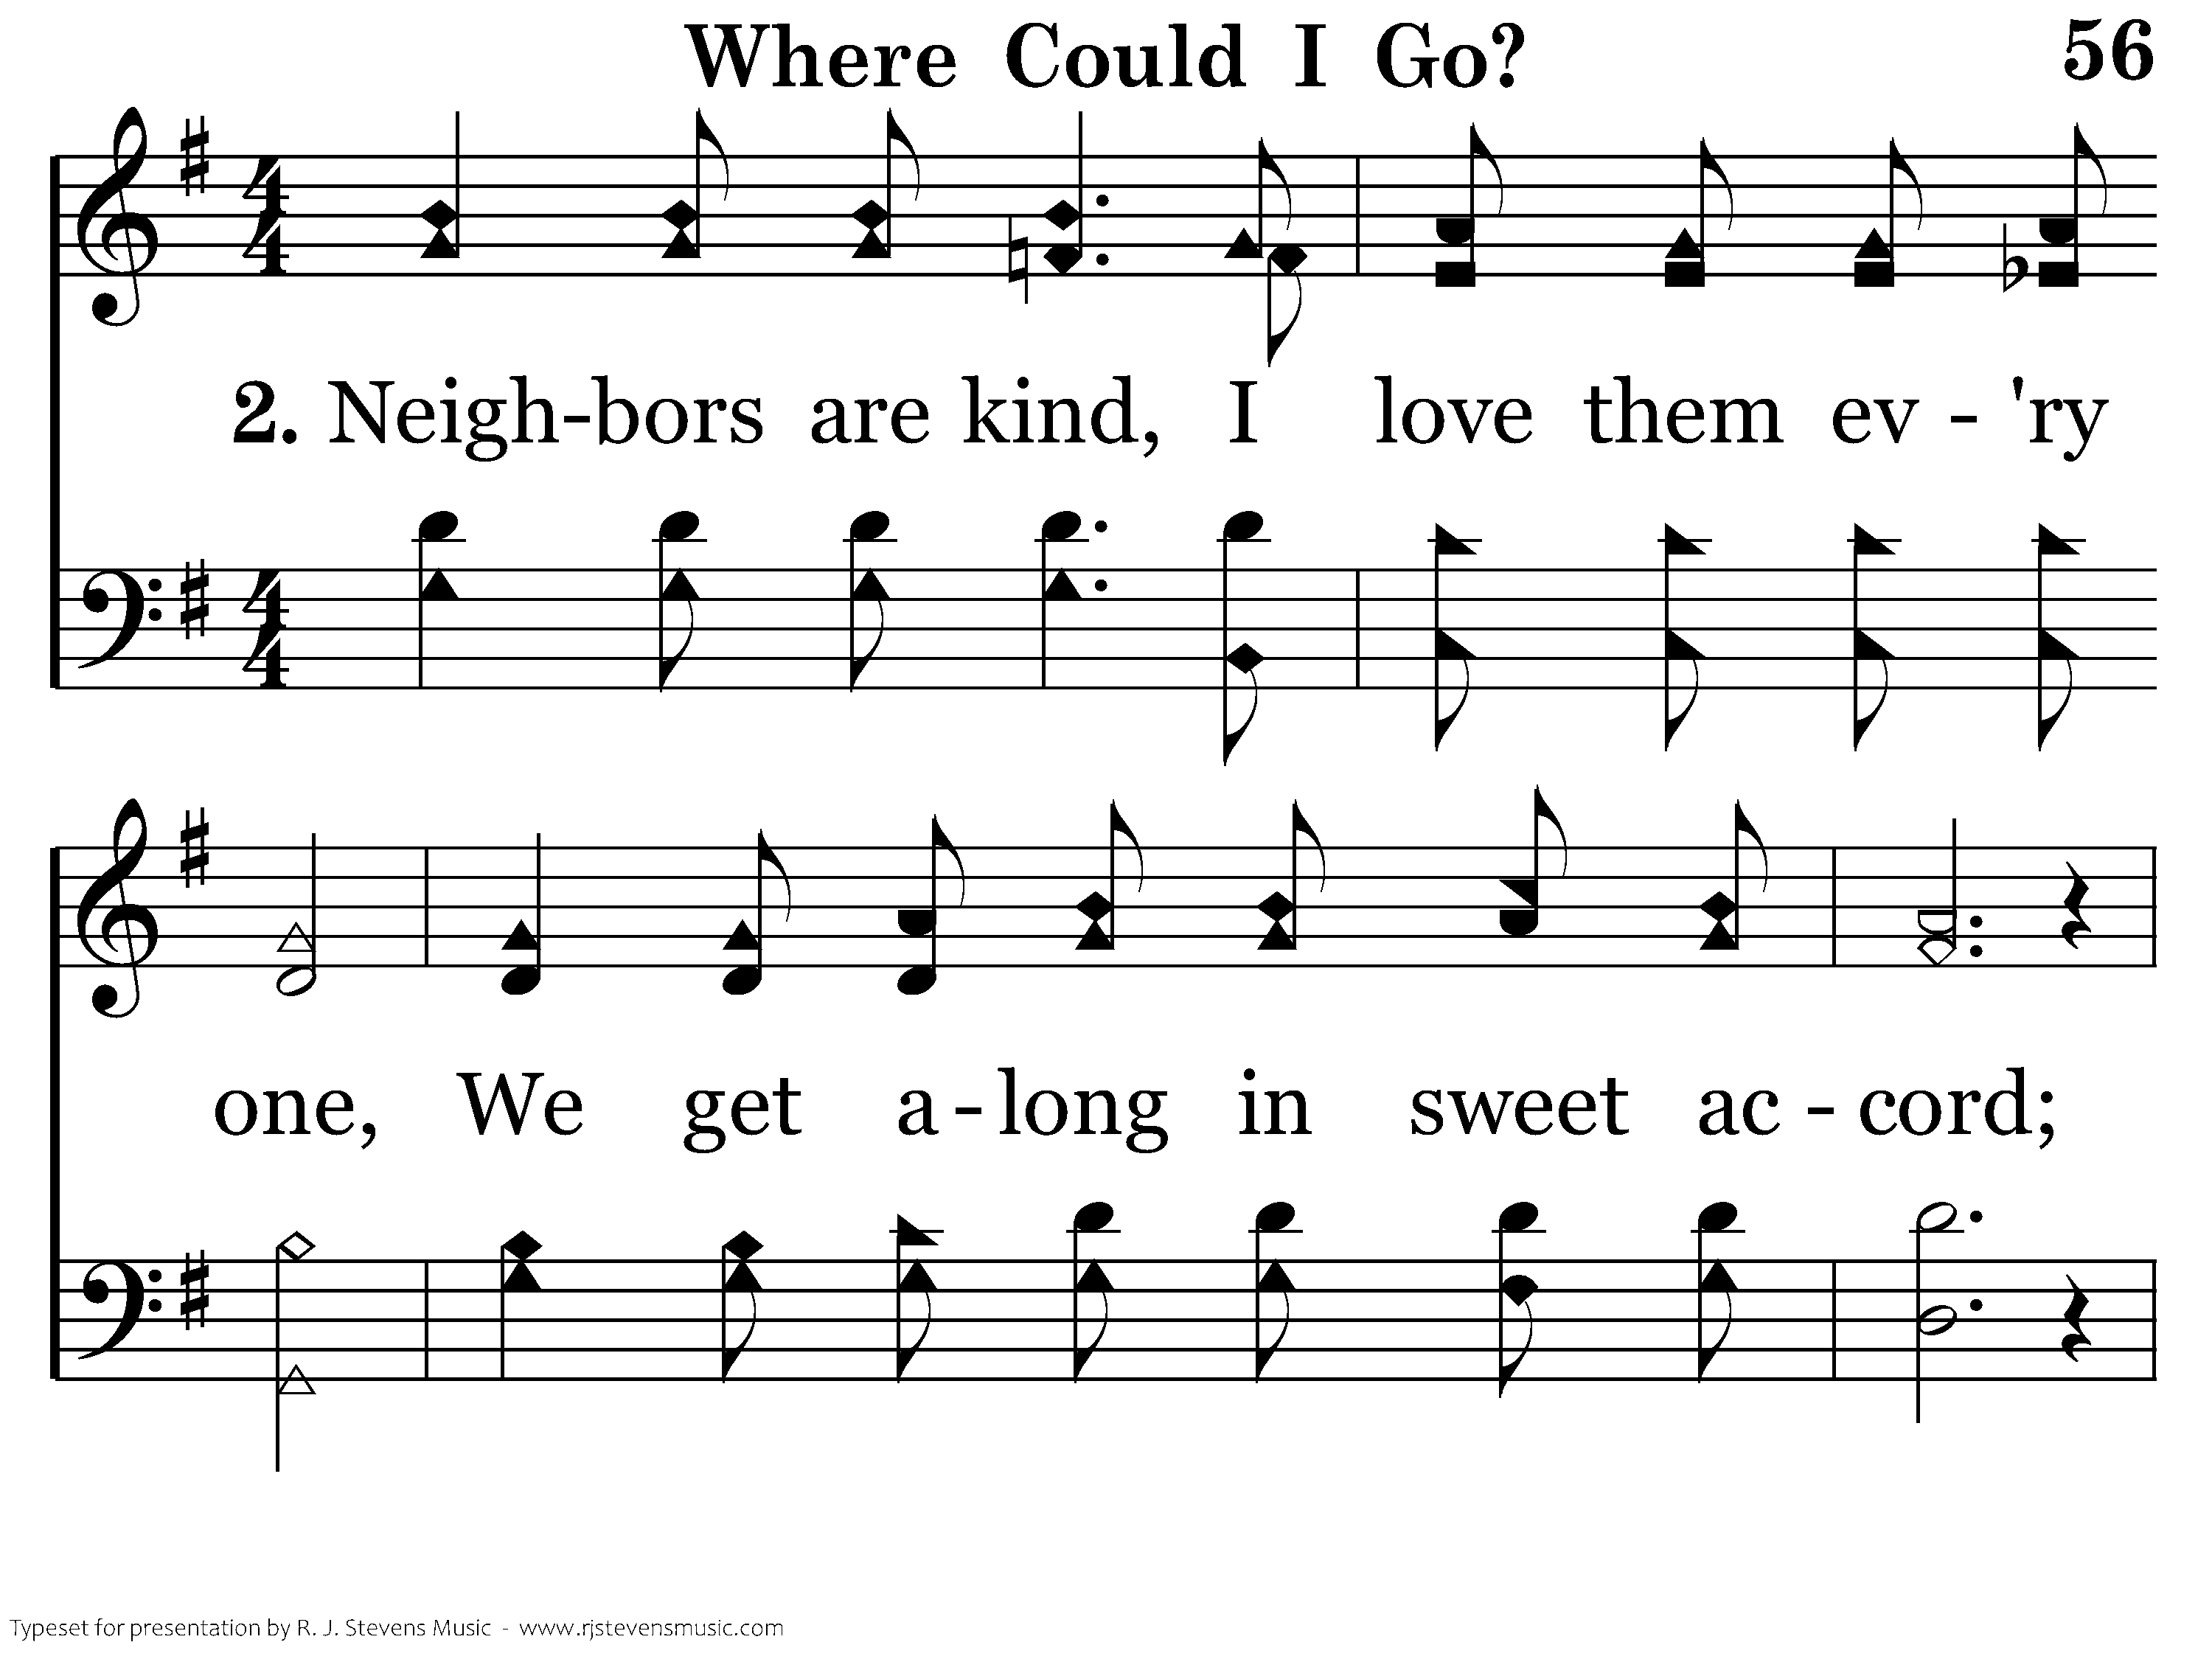 Where Could I Go? 56
2. Neigh-bors are kind, I love them ev - 'ry
one, We get a - long in sweet ac - cord;
Typeset for presentation by R. J. Stevens Music - www.rjstevensmusic.com